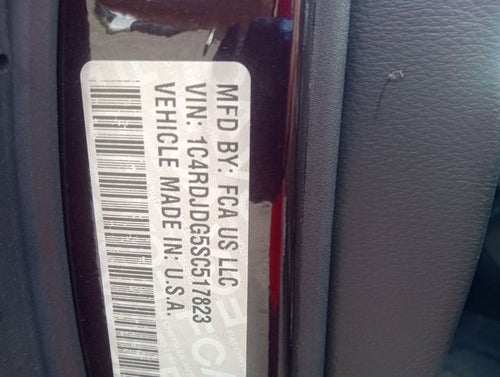 MFD BY: FCA US LLC
VIN: 1C4RDJDG5SC517823
VEHICLE MADE IN: U.S.A.